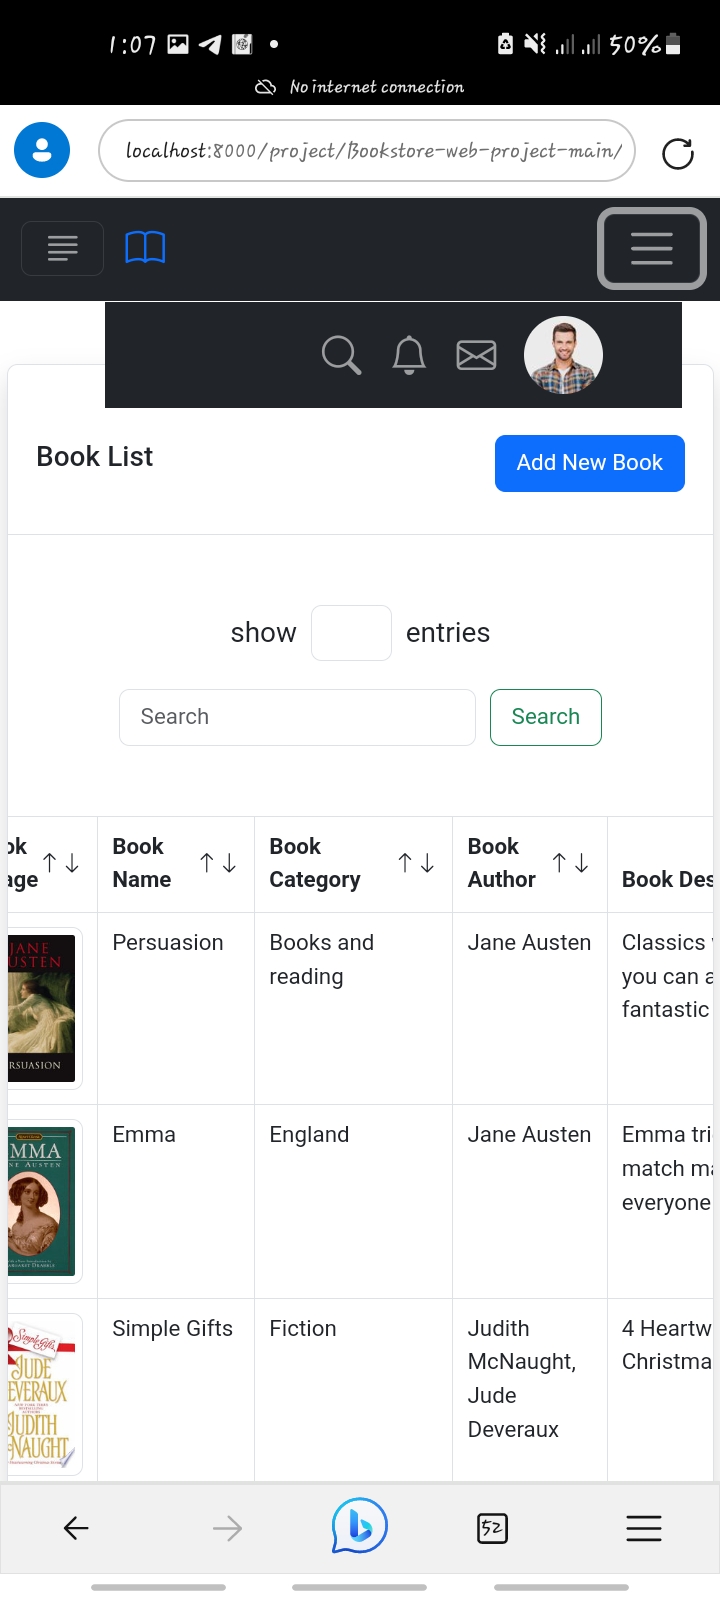 1:07
50%
No internet connection
localhost:8000/project/Bookstore-web-project-main/
Book List
Add New Book
show entries
Search
Search
ok
age
Book
Name
Book
Category
Book
Author
Book Des
Persuasion
Books and
reading
Jane Austen
Classics
you can a
fantastic
JANE
USTEN
RSUASION
Emma
England
Jane Austen
Emma tri
match ma
everyone
MMA
NE AUSTEN
Simple Gifts
Fiction
Judith
McNaught,
Jude
Deveraux
4 Heartw
Christma
Simple Gifts
JUDE
EVERAUX
JUDITH
NAUGHT
52